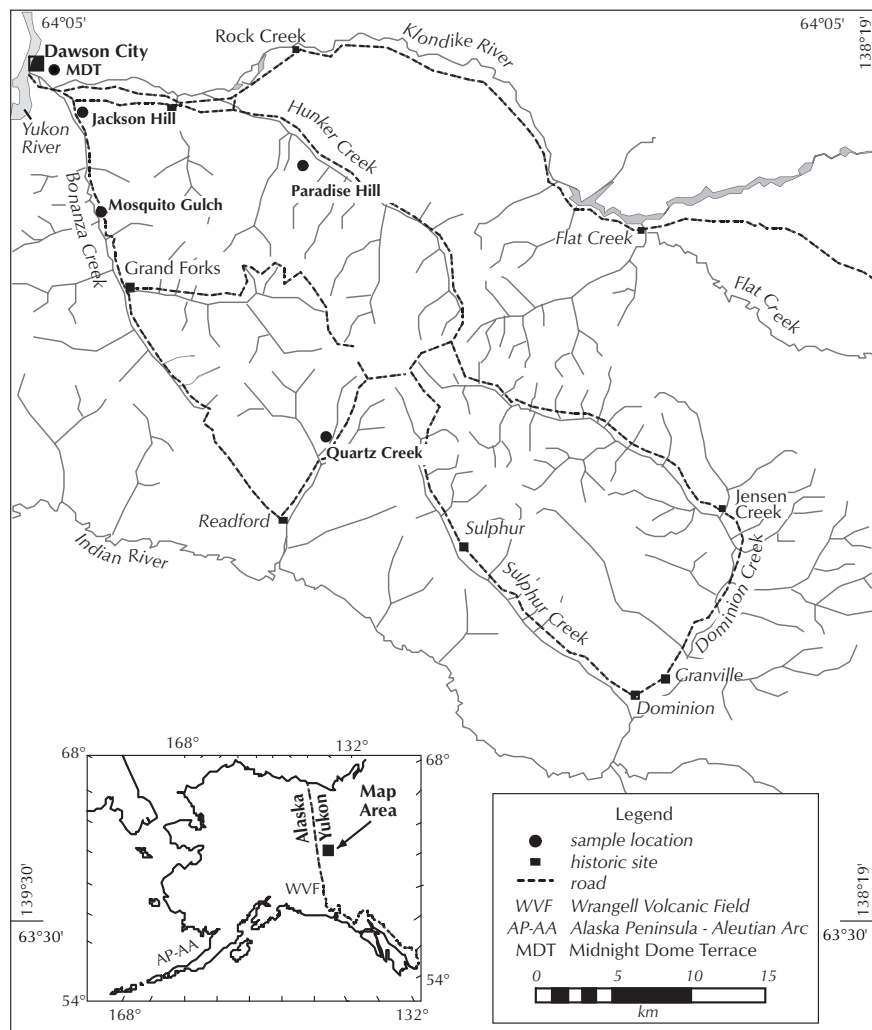 64°05'
64°05'
138°19'
Dawson City
MDT
Rock Creek
Klondike River
Yukon
River
Jackson Hill
Hunker Creek
Paradise Hill
Bonanza Creek
Mosquito Gulch
Flat Creek
Flat Creek
Grand Forks
Quartz Creek
Readford
Indian River
Sulphur
Sulphur Creek
Jensen
Creek
Dominion Creek
Granville
Dominion
68°
168°
132°
68°
Alaska
Yukon
Map
Area
WVF
AP-AA
54°
54°
168°
132°
139°30'
63°30'
Legend
sample location
historic site
road
WVF Wrangell Volcanic Field
AP-AA Alaska Peninsula - Aleutian Arc
MDT Midnight Dome Terrace
0 5 10 15
km
138°19'
63°30'